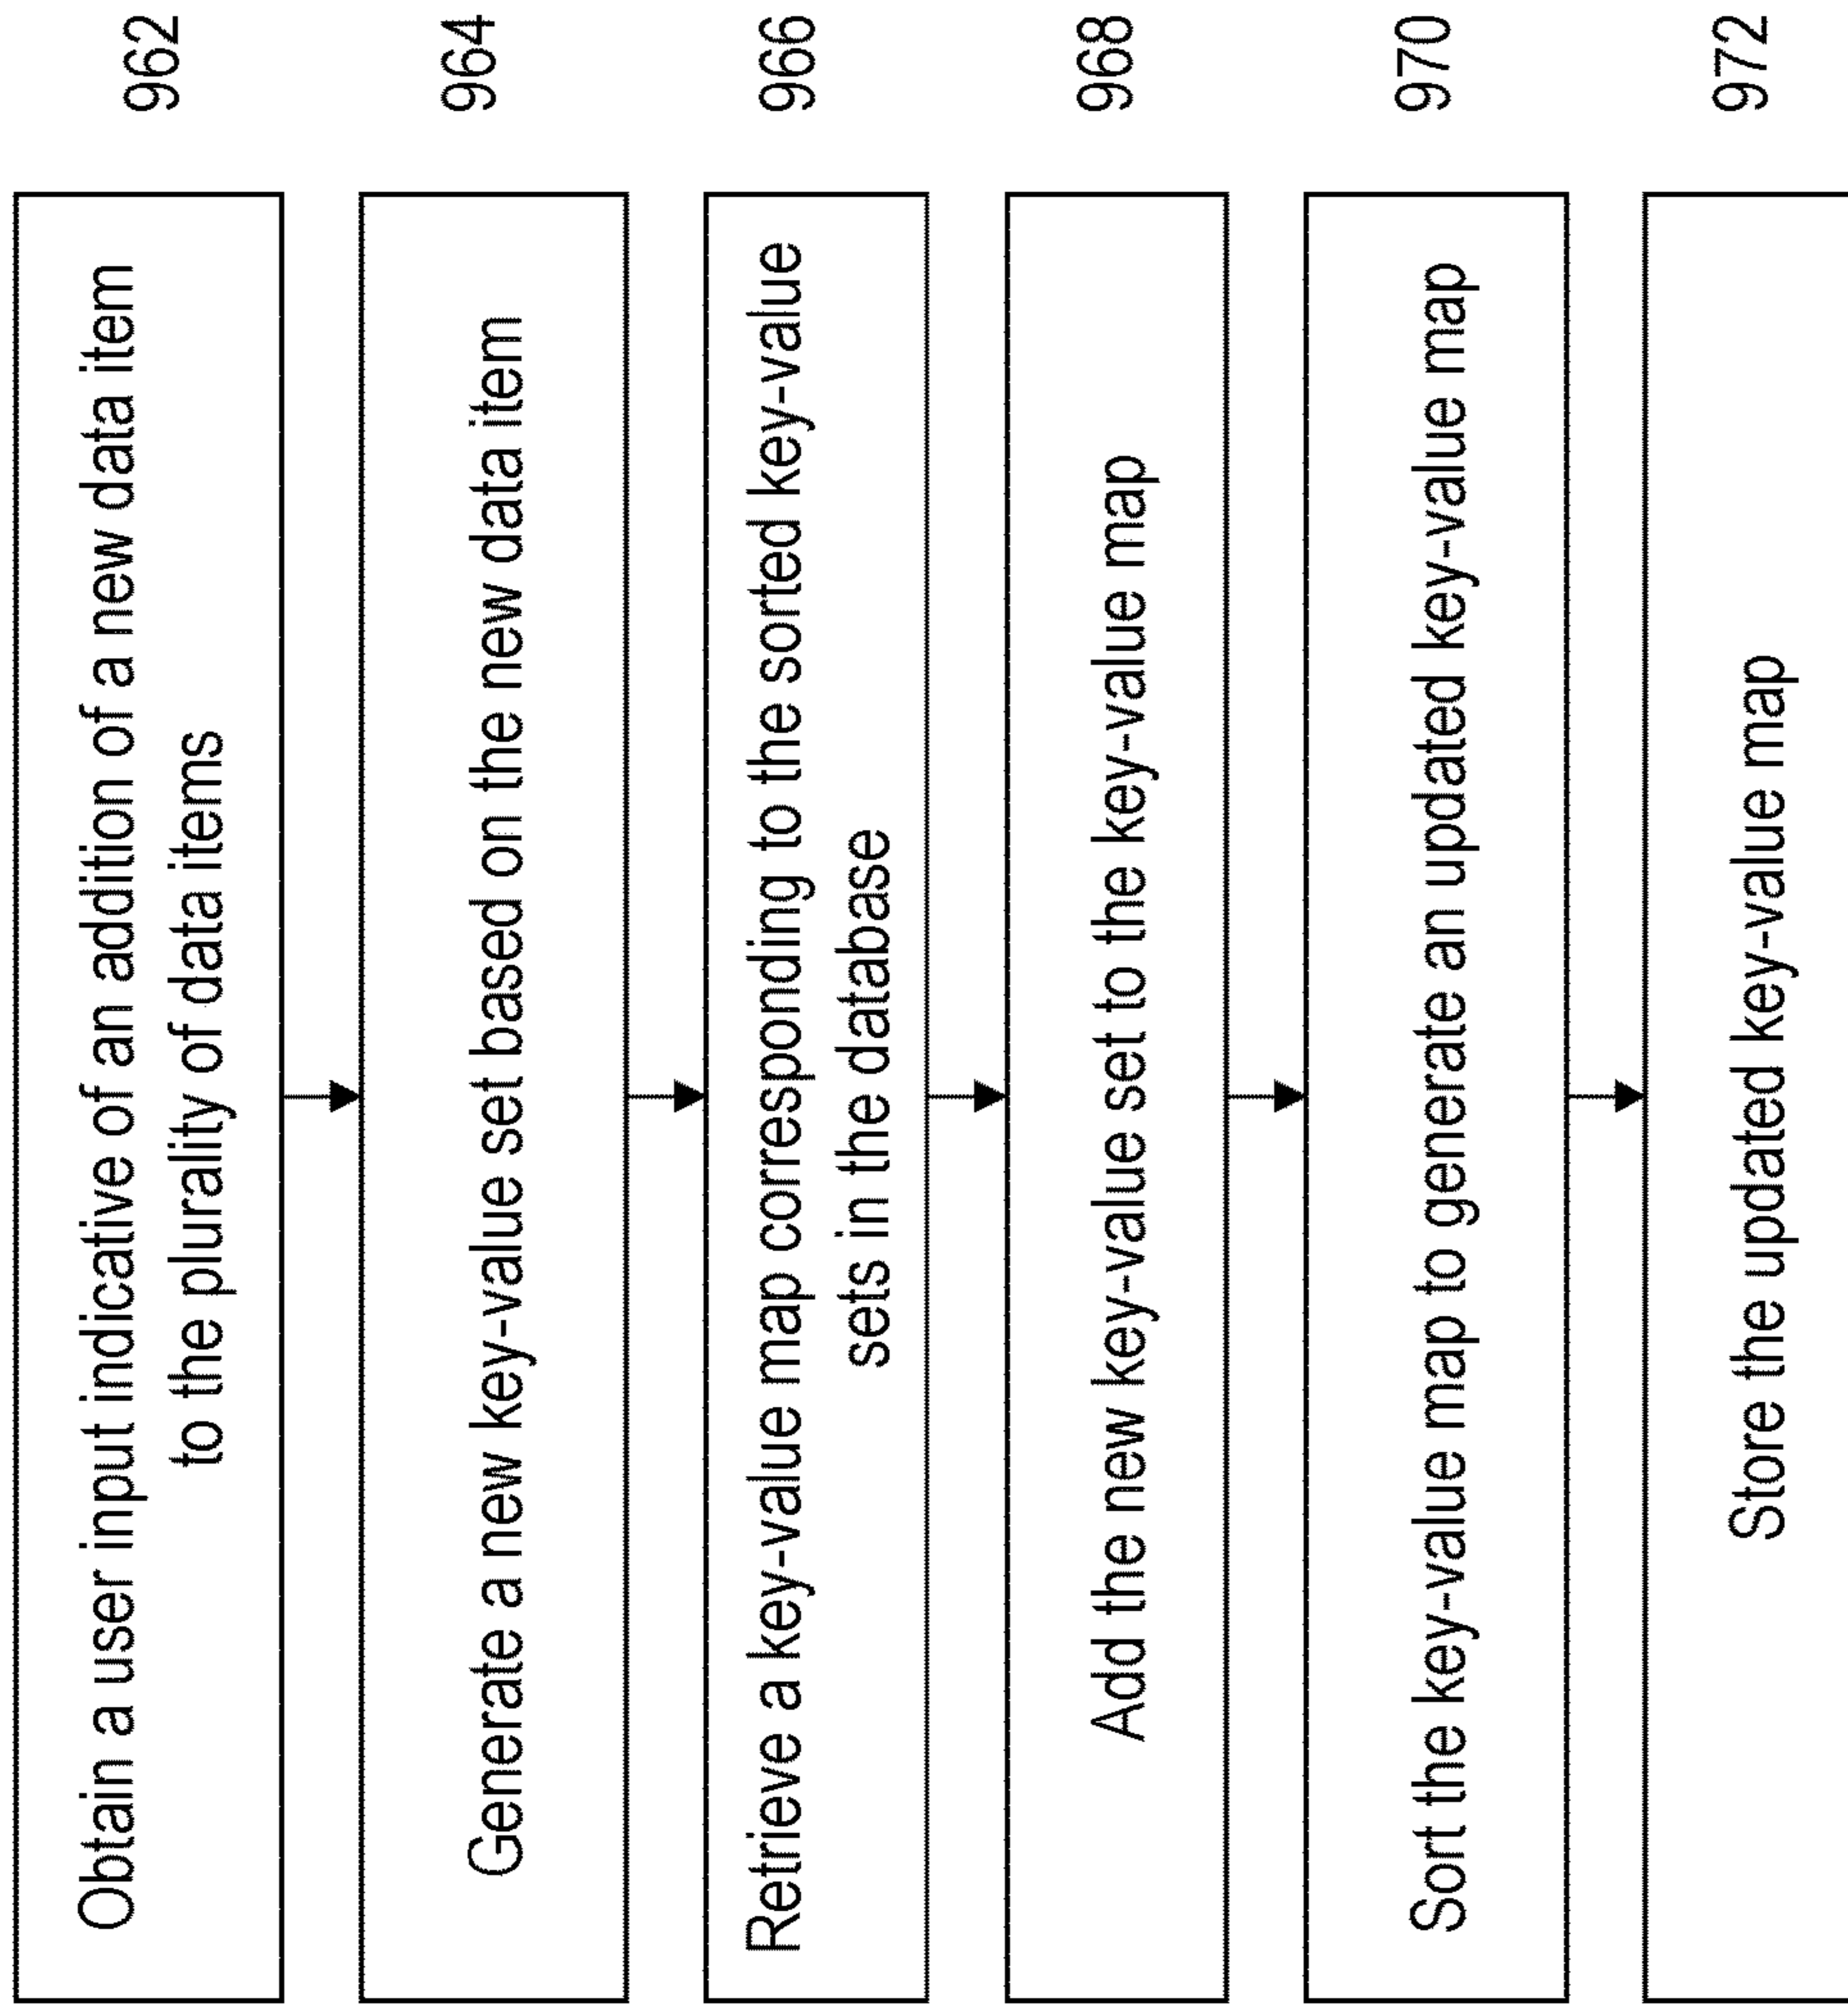 Obtain a user input indicative of an addition of a new data item
to the plurality of data items
962
Generate a new key-value set based on the new data item
964
Retrieve a key-value map corresponding to the sorted key-value
sets in the database
966
Add the new key-value set to the key-value map
968
Sort the key-value map to generate an updated key-value map
970
Store the updated key-value map
972